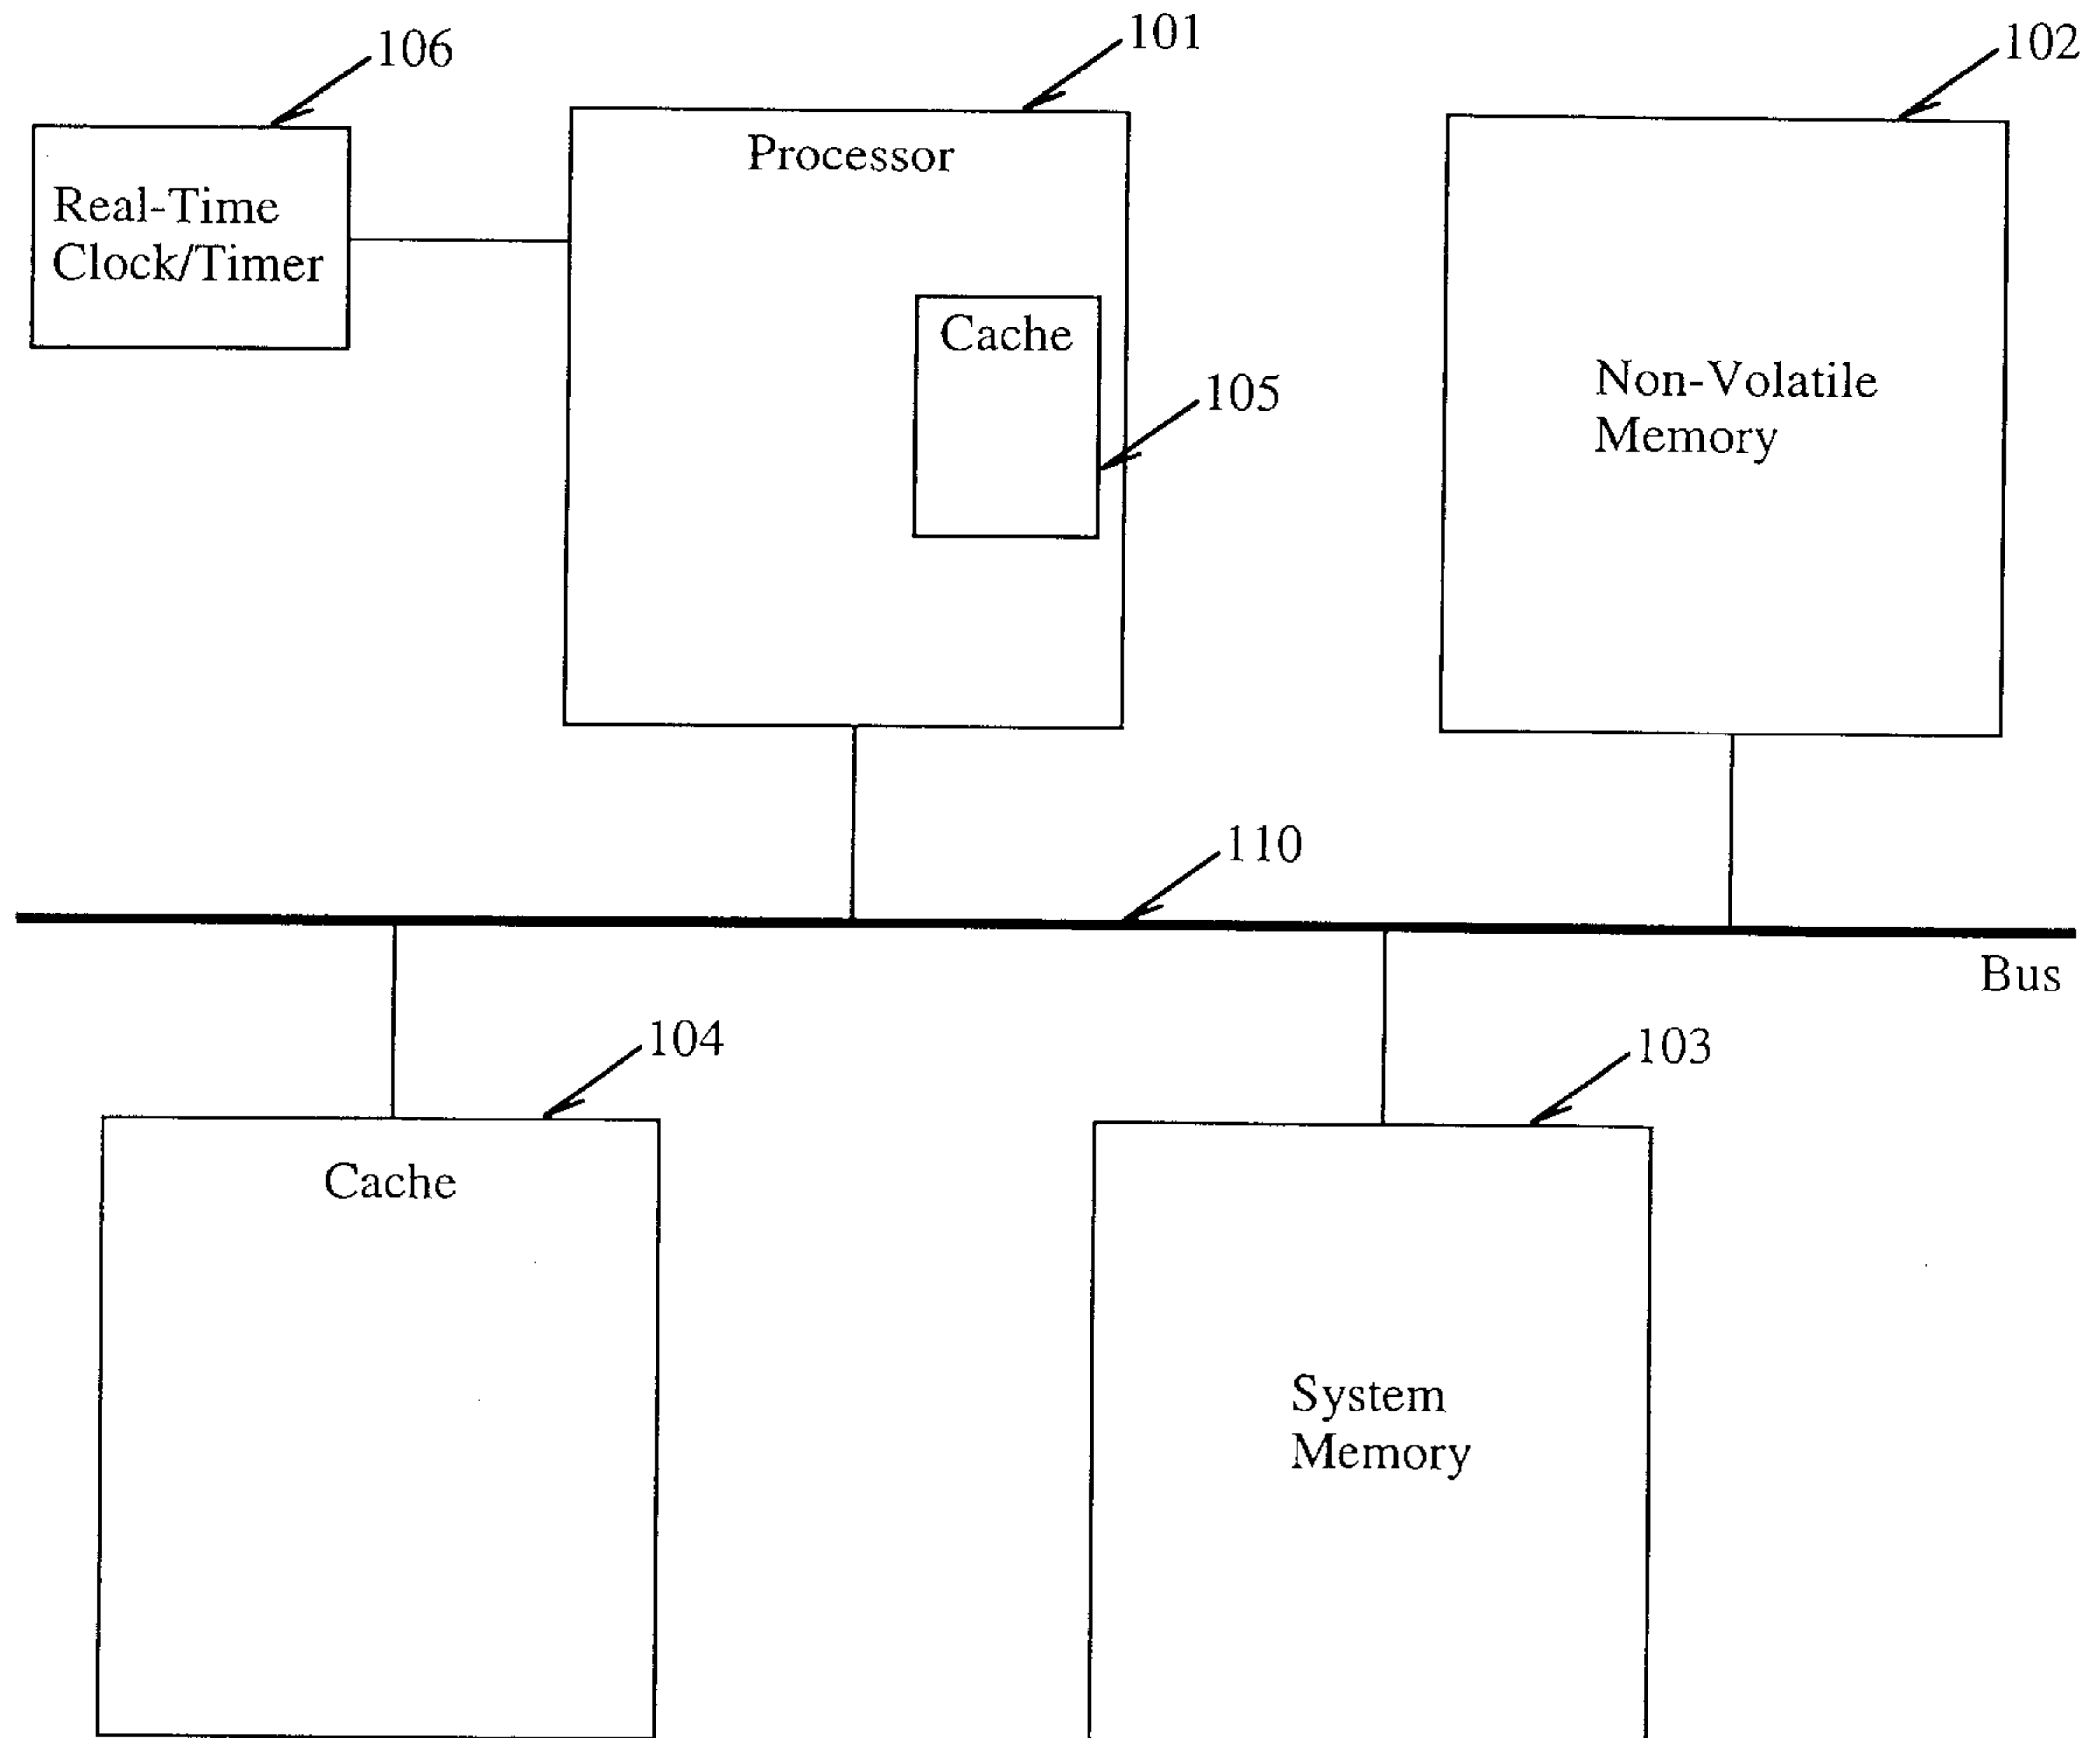 106
101
102
Processor
Real-Time
Clock/Timer
Cache
105
Non-Volatile
Memory
110
Bus
104
103
Cache
System
Memory